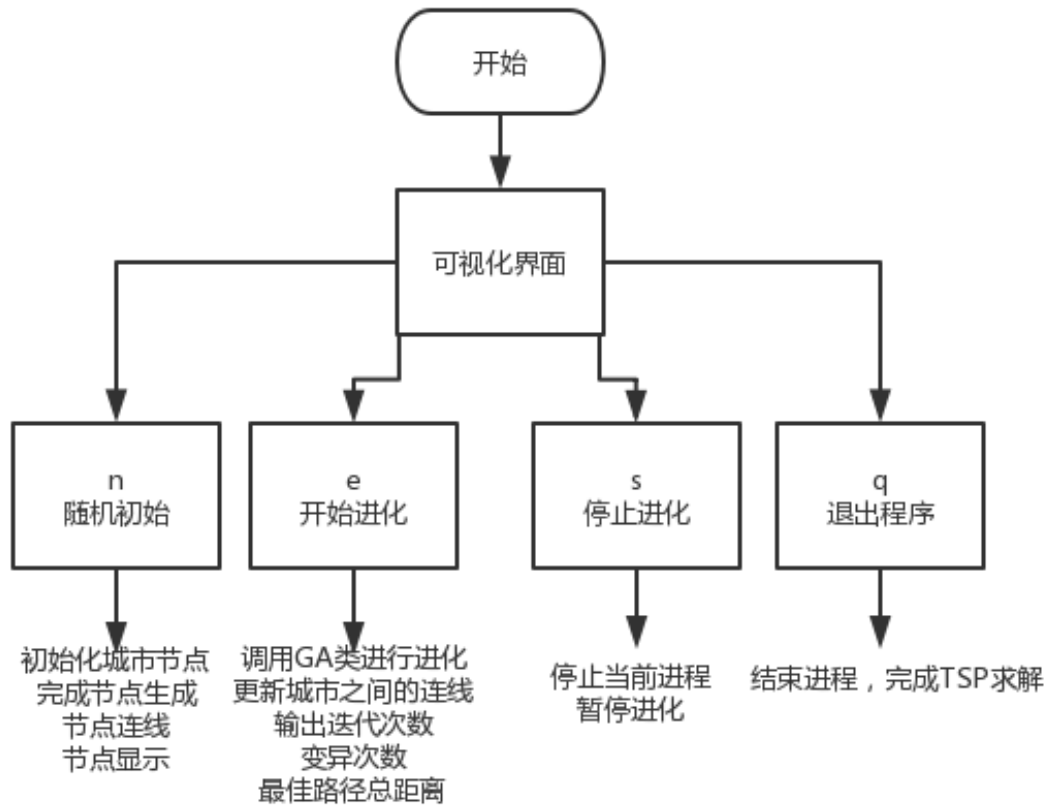 开始
可视化界面
n
随机初始
e
开始进化
s
停止进化
q
退出程序
初始化城市节点
完成节点生成
节点连线
节点显示
调用GA类进行进化
更新城市之间的连线
输出迭代次数
变异次数
最佳路径总距离
停止当前进程
暂停进化
结束进程，完成TSP求解